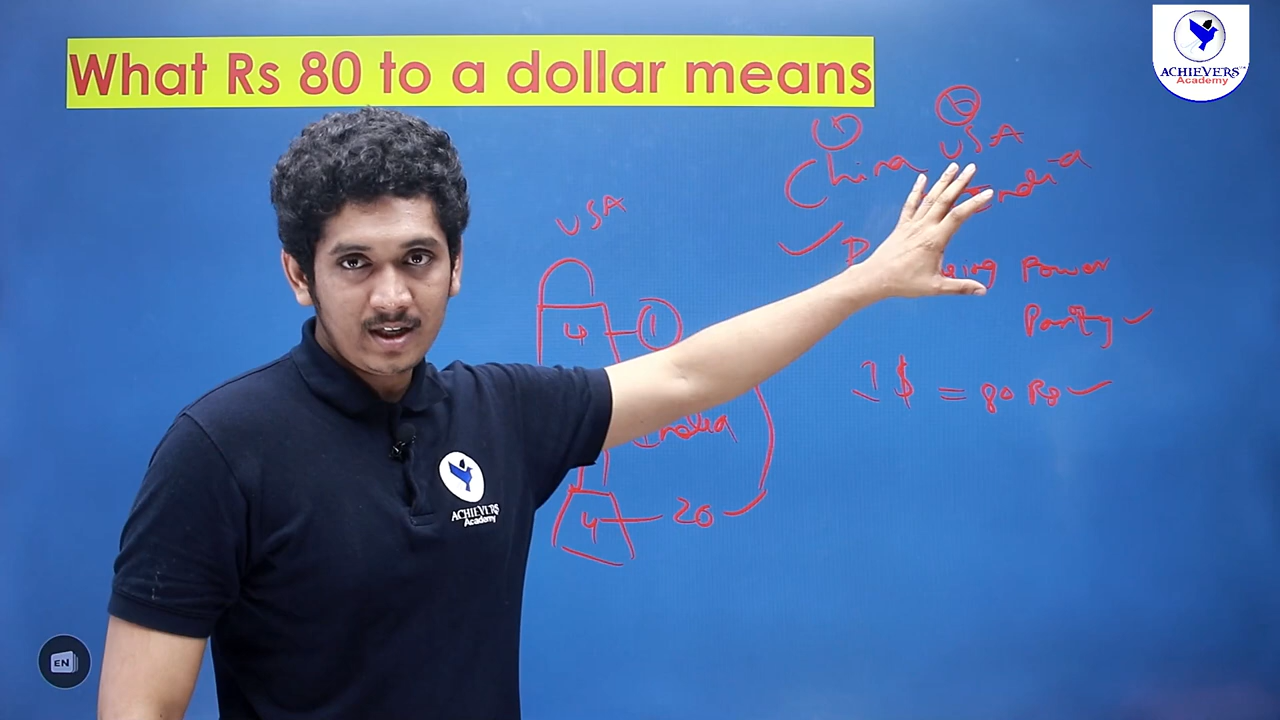 What Rs 80 to a dollar means
ACHIEVERS
Academy
1
China
USA
India
Power
Parity
1 $ = 80 Rs
USA
4
1
India
4
20
ACHIEVERS
Academy
EN